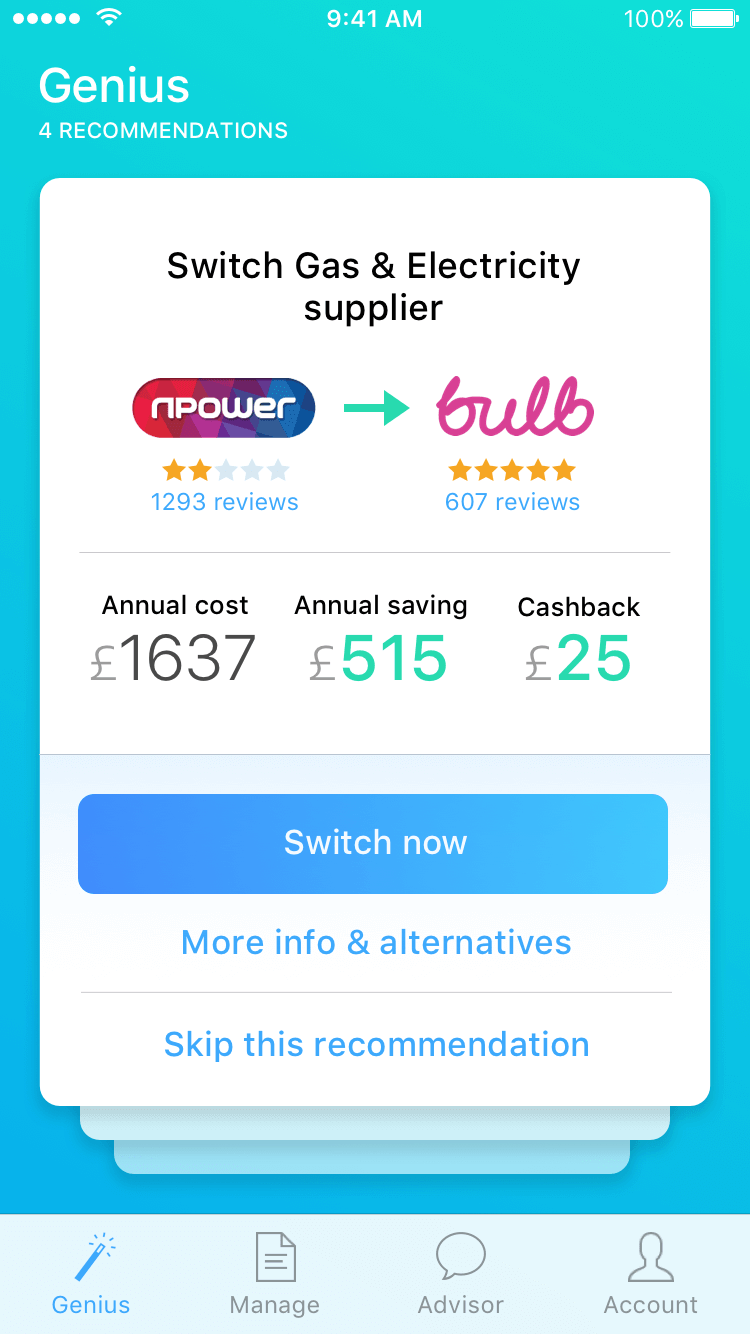 9:41 AM
100%
Genius
4 RECOMMENDATIONS
Switch Gas & Electricity
supplier
npower
bulb
1293 reviews
607 reviews
Annual cost
Annual saving
Cashback
£1637
£515
£25
Switch now
More info & alternatives
Skip this recommendation
Genius
Manage
Advisor
Account